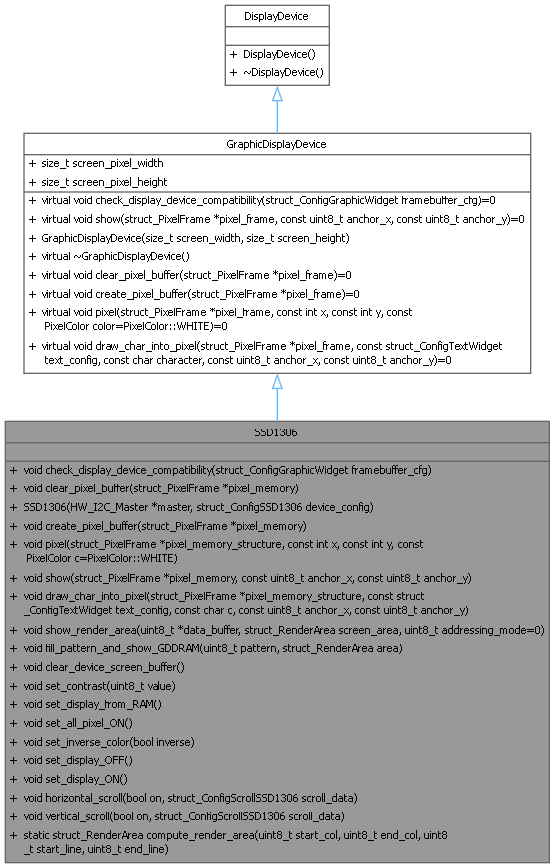 DisplayDevice
+ DisplayDevice()
+ ~DisplayDevice()
GraphicDisplayDevice
+ size_t screen_pixel_width
+ size_t screen_pixel_height
+ virtual void check_display_device_compatibility(struct_ConfigGraphicWidget framebuffer_cfg)=0
+ virtual void show(struct_PixelFrame *pixel_frame, const uint8_t anchor_x, const uint8_t anchor_y)=0
+ GraphicDisplayDevice(size_t screen_width, size_t screen_height)
+ virtual ~GraphicDisplayDevice()
+ virtual void clear_pixel_buffer(struct_PixelFrame *pixel_frame)=0
+ virtual void create_pixel_buffer(struct_PixelFrame *pixel_frame)=0
+ virtual void pixel(struct_PixelFrame *pixel_frame, const int x, const int y, const
PixelColor color=PixelColor::WHITE)=0
+ virtual void draw_char_into_pixel(struct_PixelFrame *pixel_frame, const struct_ConfigTextWidget
text_config, const char character, const uint8_t anchor_x, const uint8_t anchor_y)=0
SSD1306
+ void check_display_device_compatibility(struct_ConfigGraphicWidget framebuffer_cfg)
+ void clear_pixel_buffer(struct_PixelFrame *pixel_memory)
+ SSD1306(HW_I2C_Master *master, struct_ConfigSSD1306 device_config)
+ void create_pixel_buffer(struct_PixelFrame *pixel_memory)
+ void pixel(struct_PixelFrame *pixel_memory_structure, const int x, const int y, const
PixelColor c=PixelColor::WHITE)
+ void show(struct_PixelFrame *pixel_memory, const uint8_t anchor_x, const uint8_t anchor_y)
+ void draw_char_into_pixel(struct_PixelFrame *pixel_memory_structure, const struct
_ConfigTextWidget text_config, const char c, const uint8_t anchor_x, const uint8_t anchor_y)
+ void show_render_area(uint8_t *data_buffer, struct_RenderArea screen_area, uint8_t addressing_mode=0)
+ void fill_pattern_and_show_GDDRAM(uint8_t pattern, struct_RenderArea area)
+ void clear_device_screen_buffer()
+ void set_contrast(uint8_t value)
+ void set_display_from_RAM()
+ void set_all_pixel_ON()
+ void set_inverse_color(bool inverse)
+ void set_display_OFF()
+ void set_display_ON()
+ void horizontal_scroll(bool on, struct_ConfigScrollSSD1306 scroll_data)
+ void vertical_scroll(bool on, struct_ConfigScrollSSD1306 scroll_data)
+ static struct_RenderArea compute_render_area(uint8_t start_col, uint8_t end_col, uint8
_t start_line, uint8_t end_line)